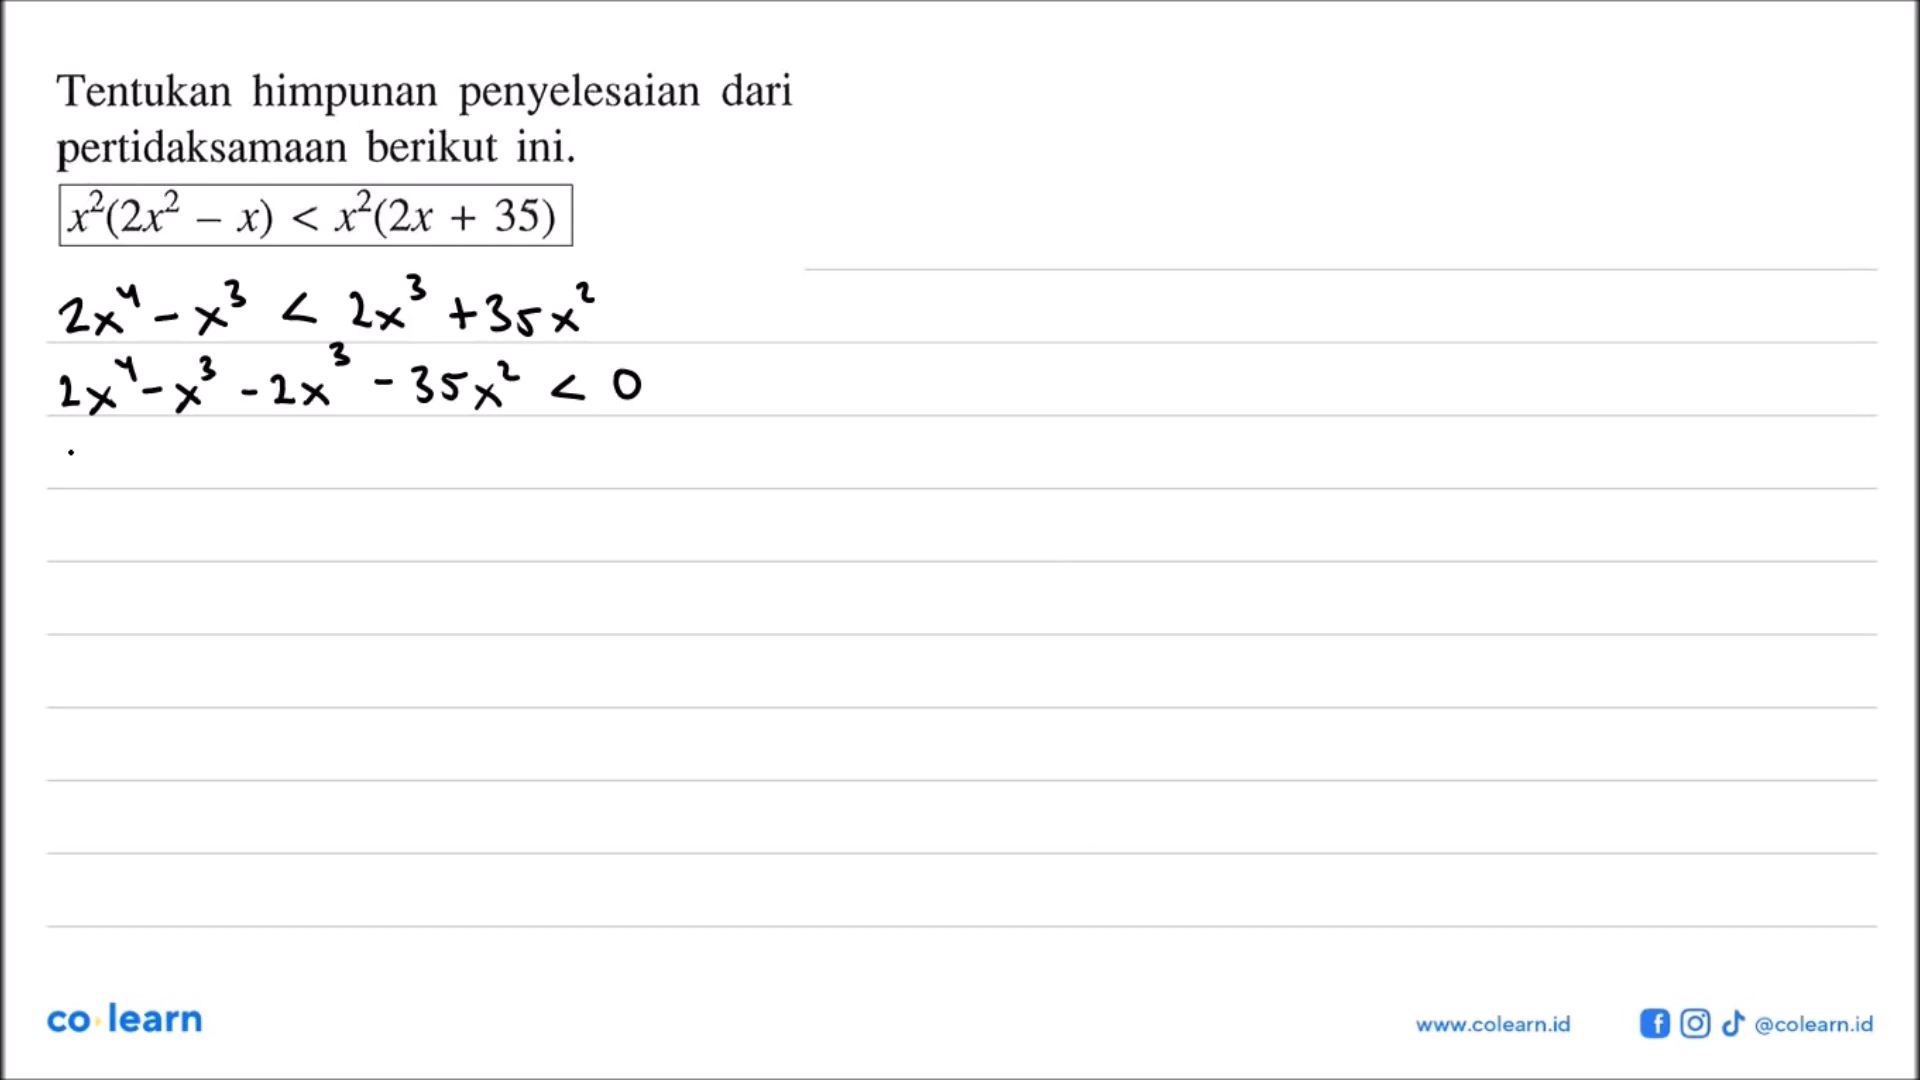 Tentukan himpunan penyelesaian dari
pertidaksamaan berikut ini.
x²(2x² – x) < x²(2x + 35)
2x⁴ - x³ < 2x³ + 35x²
2x⁴ - x³ - 2x³ - 35x² < 0
co learn
www.colearn.id
@colearn.id